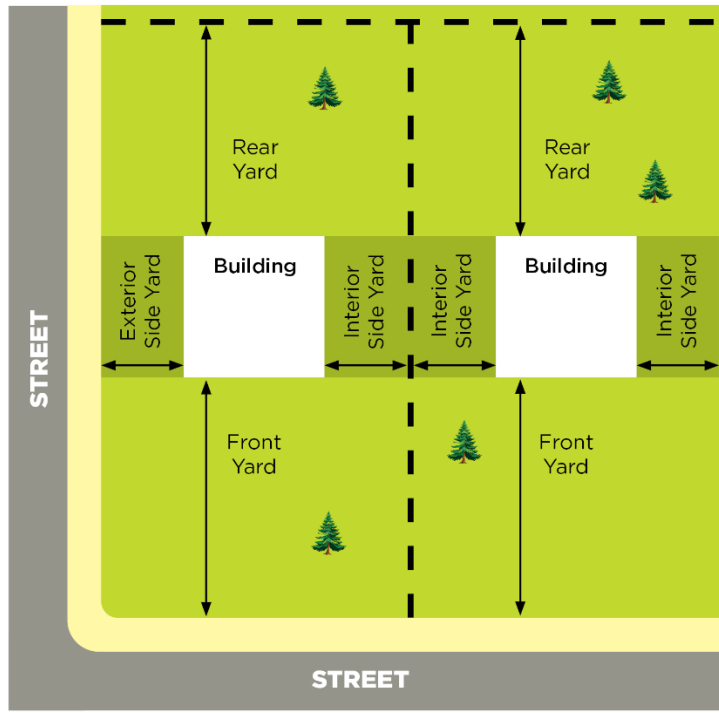 Rear
Yard
Rear
Yard
Building
Building
Exterior
Side Yard
Interior
Side Yard
Interior
Side Yard
Interior
Side Yard
STREET
Front
Yard
Front
Yard
STREET